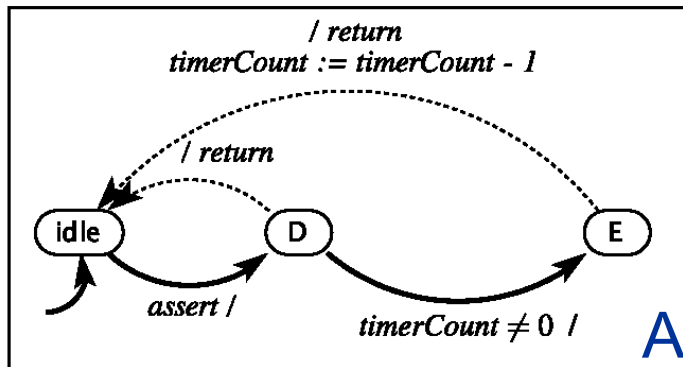 / return
timerCount := timerCount - 1
/ return
idle
D
E
assert /
timerCount ≠ 0 /
A